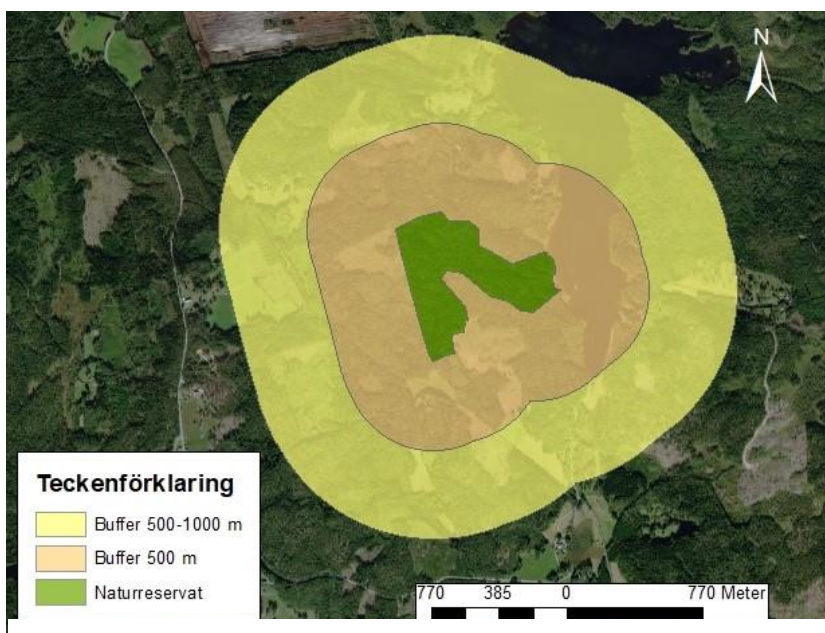 N
Teckenförklaring
Buffer 500-1000 m
Buffer 500 m
Naturreservat
770 385 0 770 Meter